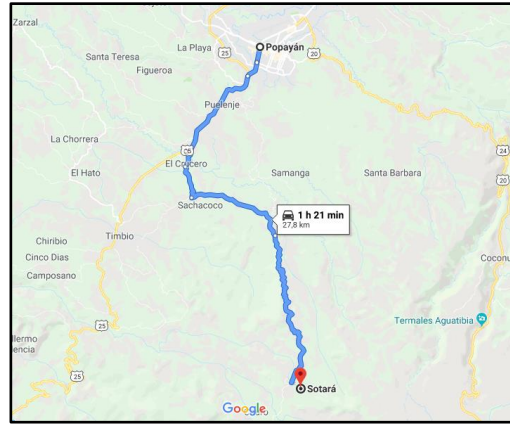 Zarzal
La Playa
25
Popayán
20
Santa Teresa
Figueroa
Puelenje
La Chorrera
El Crucero
24
20
El Hato
Samanga
Santa Barbara
Sachacoco
1 h 21 min
27,8 km
Timbio
Chiribio
Cinco Dias
Camposano
Coconu
Termales Aguatibia
25
25
Sotará
Google